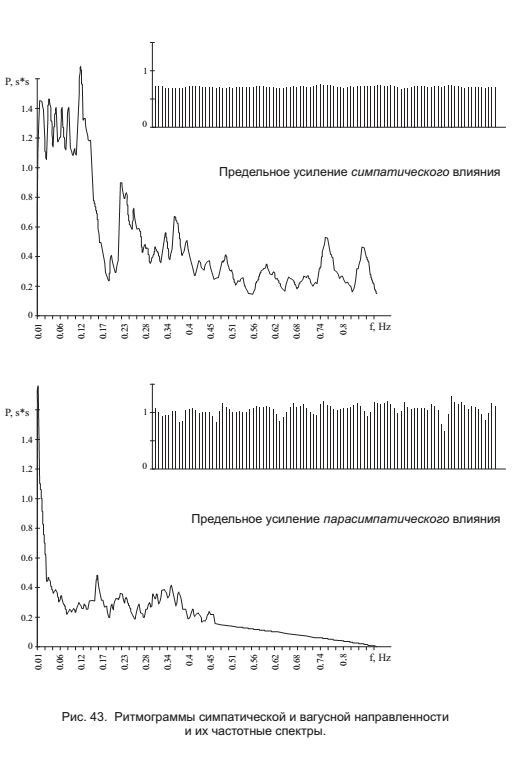 P, s*s
1
0
Предельное усиление симпатического влияния
1.4
1.2
1.0
0.8
0.6
0.4
0.2
0
0.01 0.06 0.12 0.17 0.23 0.28 0.34 0.4 0.45 0.51 0.56 0.62 0.68 0.74 0.8 f, Hz
P, s*s
1
0
Предельное усиление парасимпатического влияния
1.4
1.2
1.0
0.8
0.6
0.4
0.2
0
0.01 0.06 0.12 0.17 0.23 0.28 0.34 0.4 0.45 0.51 0.56 0.62 0.68 0.74 0.8 f, Hz
Рис. 43. Ритмограммы симпатической и вагусной направленности
и их частотные спектры.